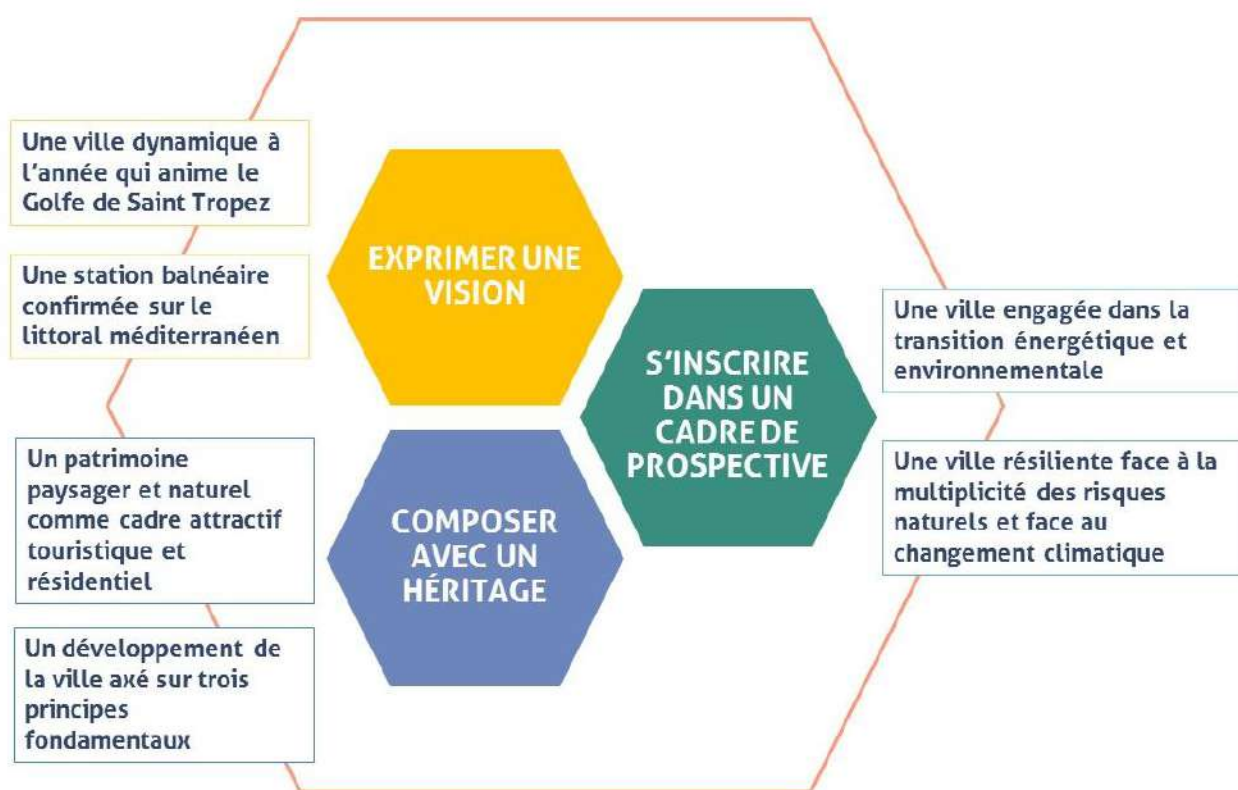 Une ville dynamique à
l'année qui anime le
Golfe de Saint Tropez
Une station balnéaire
confirmée sur le
littoral méditerranéen
EXPRIMER UNE
VISION
S'INSCRIRE
DANS UN
CADRE DE
PROSPECTIVE
Une ville engagée dans la
transition énergétique et
environnementale
Une ville résiliente face à la
multiplicité des risques
naturels et face au
changement climatique
Un patrimoine
paysager et naturel
comme cadre attractif
touristique et
résidentiel
COMPOSER
AVEC UN
HÉRITAGE
Un développement de
la ville axé sur trois
principes
fondamentaux